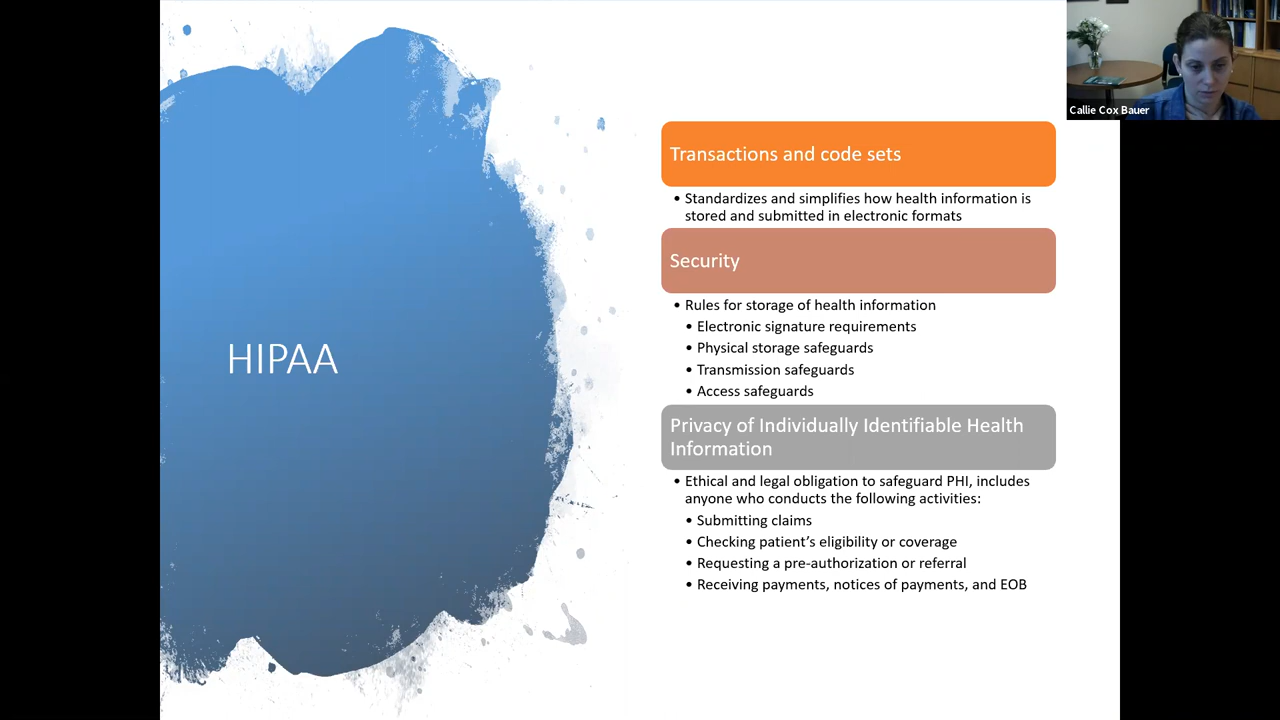 Callie Cox Bauer
HIPAA
Transactions and code sets
• Standardizes and simplifies how health information is
stored and submitted in electronic formats
Security
• Rules for storage of health information
• Electronic signature requirements
• Physical storage safeguards
• Transmission safeguards
• Access safeguards
Privacy of Individually Identifiable Health
Information
• Ethical and legal obligation to safeguard PHI, includes
anyone who conducts the following activities:
• Submitting claims
• Checking patient's eligibility or coverage
• Requesting a pre-authorization or referral
• Receiving payments, notices of payments, and EOB